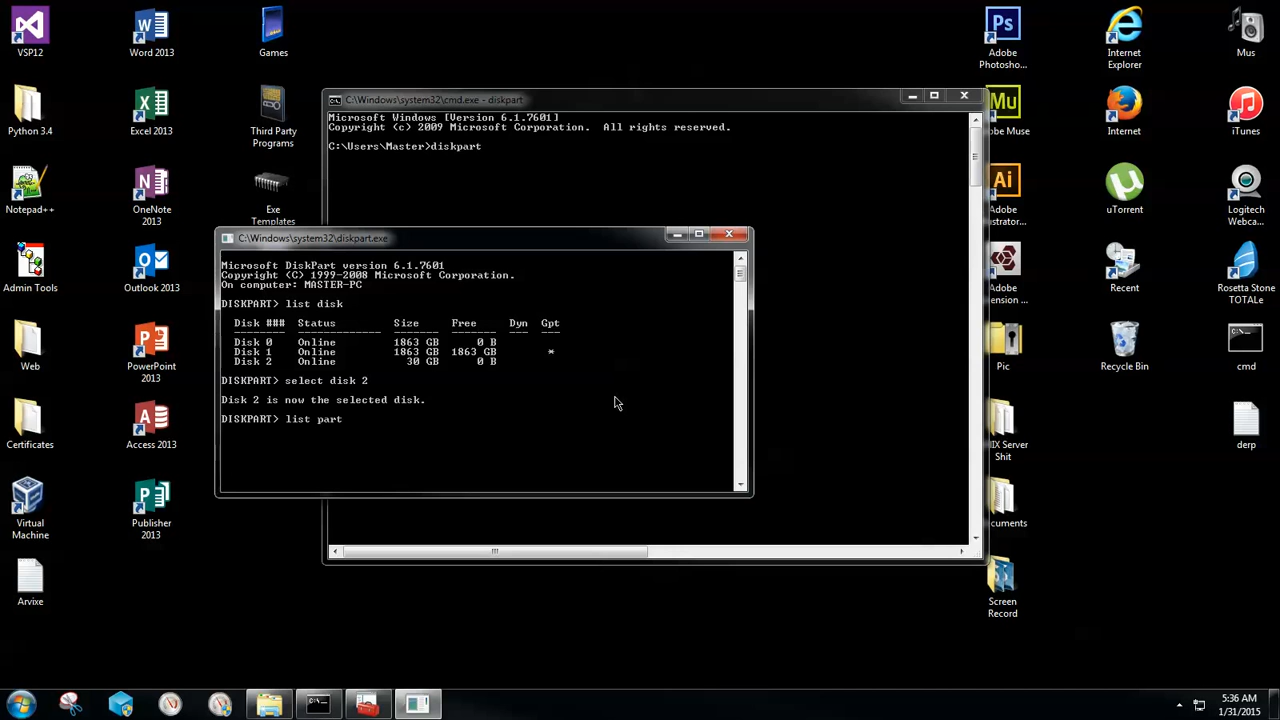 VSP12
Word 2013
Games
Python 3.4
Excel 2013
Third Party
Programs
Notepad++
OneNote
2013
Exe
Templates
Admin Tools
Outlook 2013
Web
PowerPoint
2013
Certificates
Access 2013
Virtual
Machine
Publisher
2013
Arvixe
C:\Windows\system32\cmd.exe - diskpart
Microsoft Windows [Version 6.1.7601]
Copyright (c) 2009 Microsoft Corporation.  All rights reserved.
C:\Users\Master>diskpart
C:\Windows\system32\diskpart.exe
Microsoft DiskPart version 6.1.7601
Copyright (C) 1999-2008 Microsoft Corporation.
On computer: MASTER-PC
DISKPART> list disk
Disk ###  Status  Size  Free  Dyn  Gpt
Disk 0  Online  1863 GB  0 B
Disk 1  Online  1863 GB  1863 GB  *
Disk 2  Online  30 GB  0 B
DISKPART> select disk 2
Disk 2 is now the selected disk.
DISKPART> list part
Ps
Adobe
Photosho...
Internet
Explorer
Mus
Mu
dobe Muse
Internet
iTunes
Ai
Adobe
ustrator...
uTorrent
Logitech
Webca...
Adobe
ension ...
Recent
Rosetta Stone
TOTALe
Pic
Recycle Bin
cmd
NIX Server
Shit
derp
cuments
Screen
Record
5:36 AM
1/31/2015